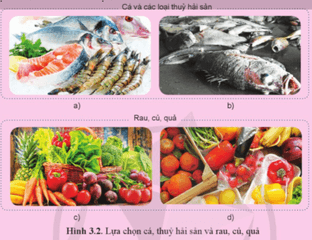 Cá và các loại thuỷ hải sản
a)
b)
Rau, củ, quả
c)
d)
Hình 3.2. Lựa chọn cá, thuỷ hải sản và rau, củ, quả